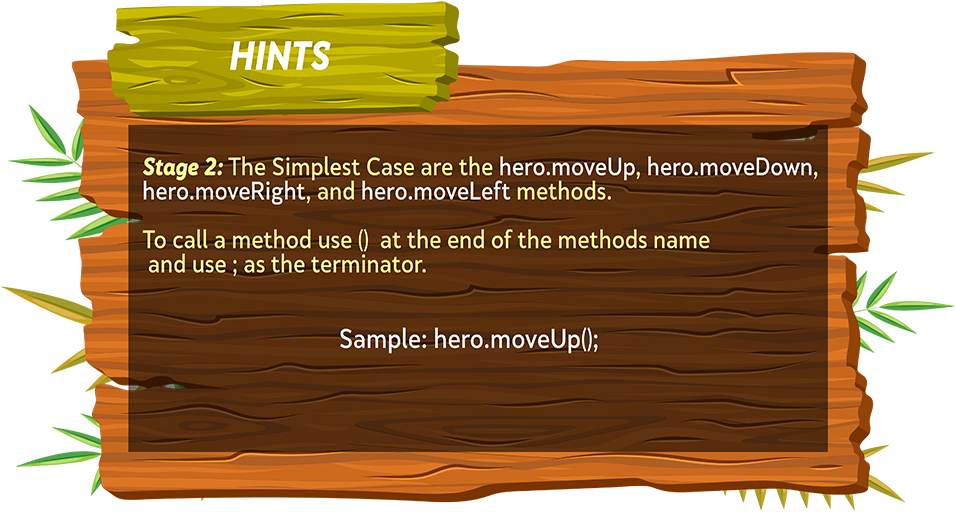 HINTS
Stage 2: The Simplest Case are the hero.moveUp, hero.moveDown,
hero.moveRight, and hero.moveLeft methods.
To call a method use () at the end of the methods name
and use ; as the terminator.
Sample: hero.moveUp();